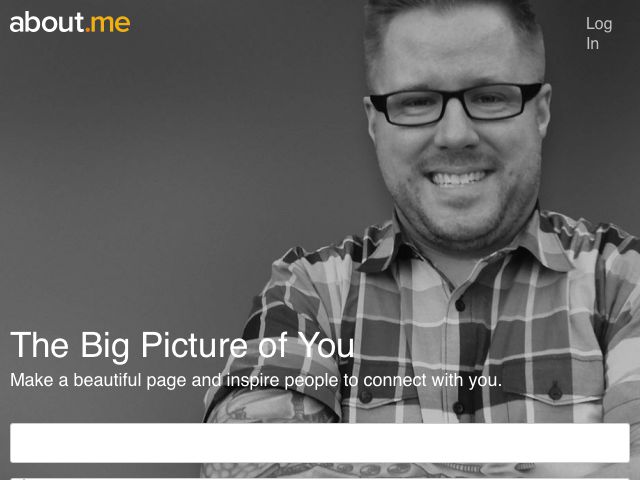 about.me
Log
In
The Big Picture of You
Make a beautiful page and inspire people to connect with you.